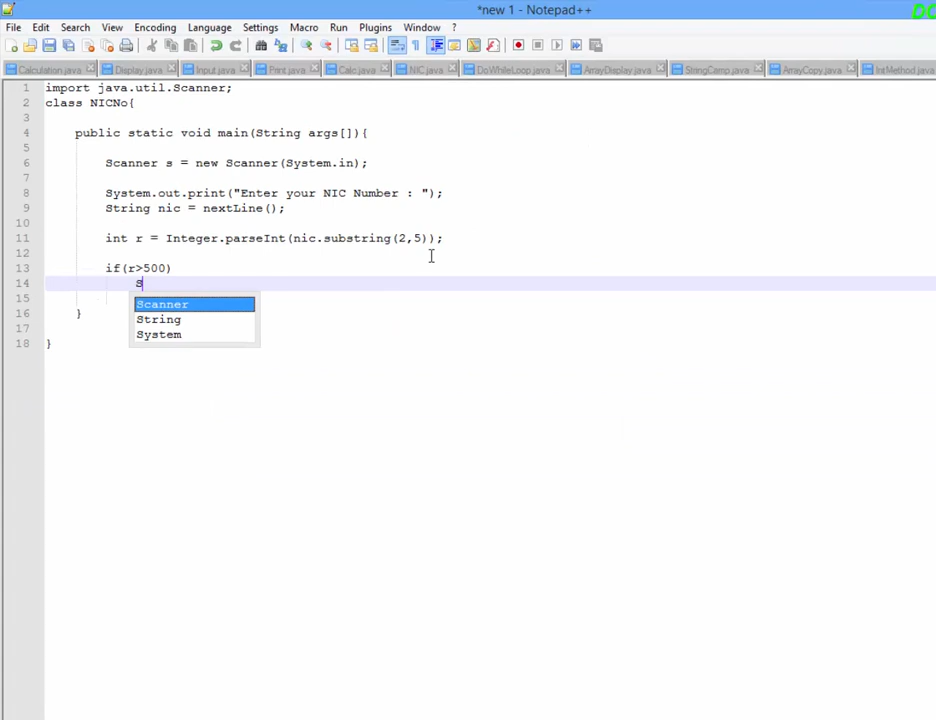 *new 1 - Notepad++
File Edit Search View Encoding Language Settings Macro Run Plugins Window ?
Calculation.java Display.java Input.java Print.java Calc.java NIC.java DoWhileLoop.java ArrayDisplay.java StringCamp.java ArrayCopy.java IntMethod.java
1 import java.util.Scanner;
2 class NICNo{
3
4 public static void main(String args[]){
5
6 Scanner s = new Scanner(System.in);
7
8 System.out.print("Enter your NIC Number : ");
9 String nic = nextLine();
10
11 int r = Integer.parseInt(nic.substring(2,5));
12
13 if(r>500)
14 S
Scanner
15
16 }
String
System
17
18 }